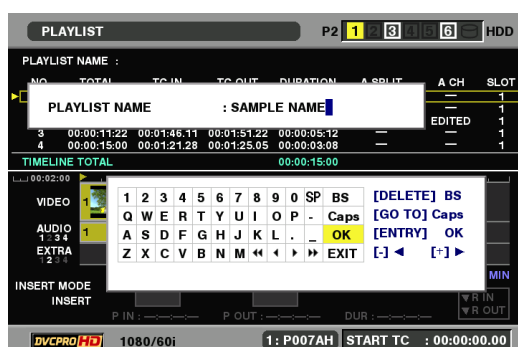 PLAYLIST P2 1 2 3 4 5 6 HDD
PLAYLIST NAME :
NO TOTAL TC IN TC OUT DURATION A.SPLIT A CH SLOT
— 1
— 1
PLAYLIST NAME : SAMPLE NAME
EDITED 1
3 00:00:11:22 00:01:46.11 00:01:51.22 00:00:05:12 — — 1
4 00:00:15:00 00:01:21.28 00:01:25.05 00:00:03:08 — — 1
TIMELINE TOTAL 00:00:15:00
00:02:00
VIDEO 1
AUDIO 1
1 2 3 4
EXTRA
1 2 3 4
1 2 3 4 5 6 7 8 9 0 SP BS
Q W E R T Y U I O P - Caps
A S D F G H J K L . _ OK
Z X C V B N M ◀◀ ◀ ▶ ▶▶ EXIT
[DELETE] BS
[GO TO] Caps
[ENTRY] OK
[-] ◀ [+] ▶
MIN
INSERT MODE
INSERT
▼R IN
▼R OUT
P IN : --:--:--:-- P OUT : --:--:--:-- DUR : --:--:--:--
DVCPRO HD 1080/60i 1: P007AH START TC : 00:00:00.00